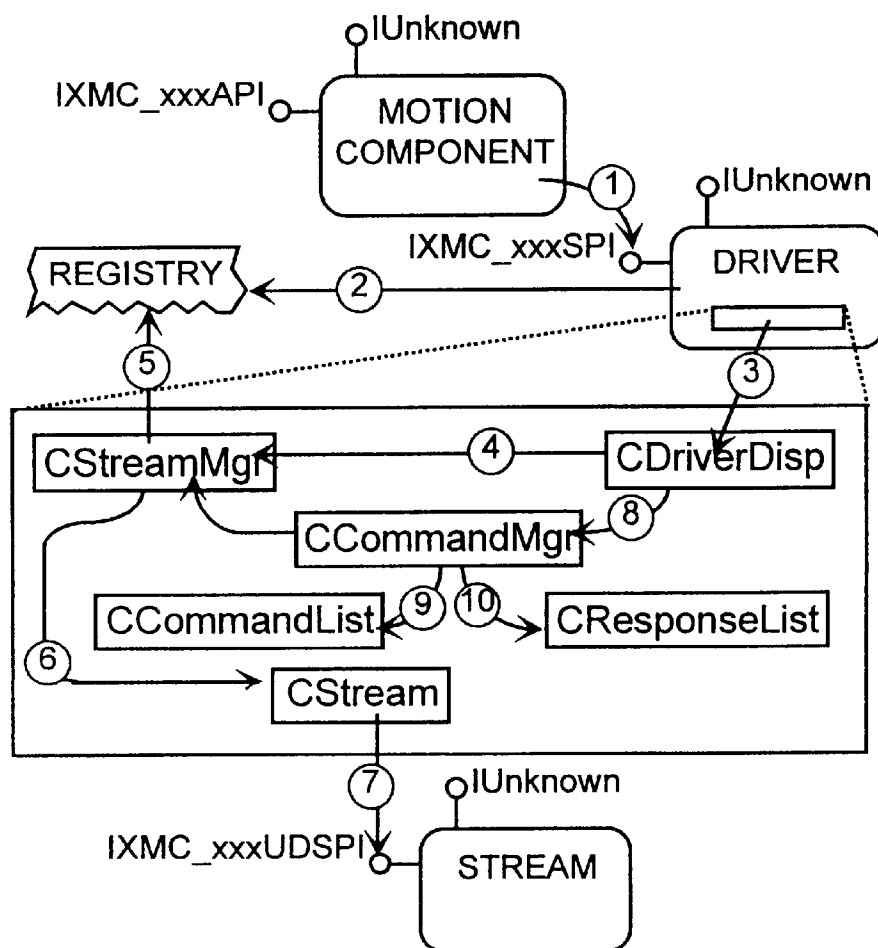 IUnknown
IXMC_xxxAPI
MOTION
COMPONENT
1
IUnknown
IXMC_xxxSPI
REGISTRY
2
DRIVER
5
3
CStreamMgr
4
CDriverDisp
8
CCommandMgr
9
10
CCommandList
CResponseList
6
CStream
7
IUnknown
IXMC_xxxUDSPI
STREAM